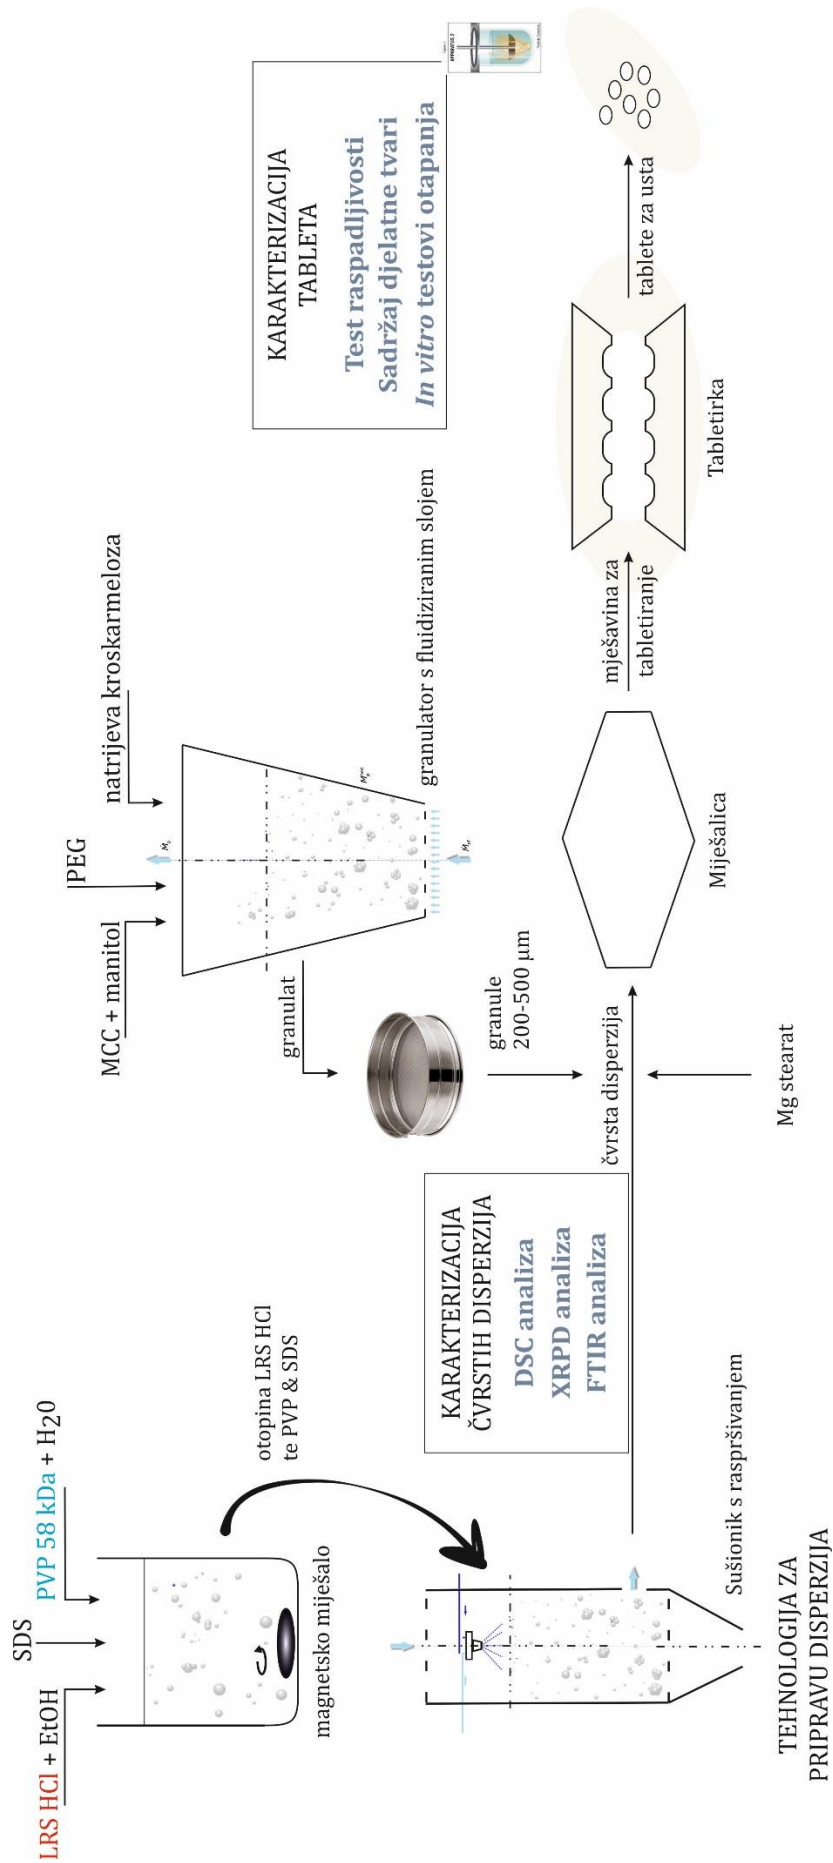 LRS HCl + EtOH
SDS
PVP 58 kDa + H20
magnetsko miješalo
otopina LRS HCl
te PVP & SDS
Sušionik s raspršivanjem
TEHNOLOGIJA ZA
PRIPRAVU DISPERZIJA
KARAKTERIZACIJA
ČVRSTIH DISPERZIJA
DSC analiza
XRPD analiza
FTIR analiza
čvrsta disperzija
MCC + manitol
PEG
natrijeva kroskarmeloza
granulator s fluidiziranim slojem
granulat
granule
200-500 µm
Mg stearat
Miješalica
mješavina za
tabletiranje
Tabletirka
tablete za usta
KARAKTERIZACIJA
TABLETA
Test raspadljivosti
Sadržaj djelatne tvari
In vitro testovi otapanja
APPARATUS 2